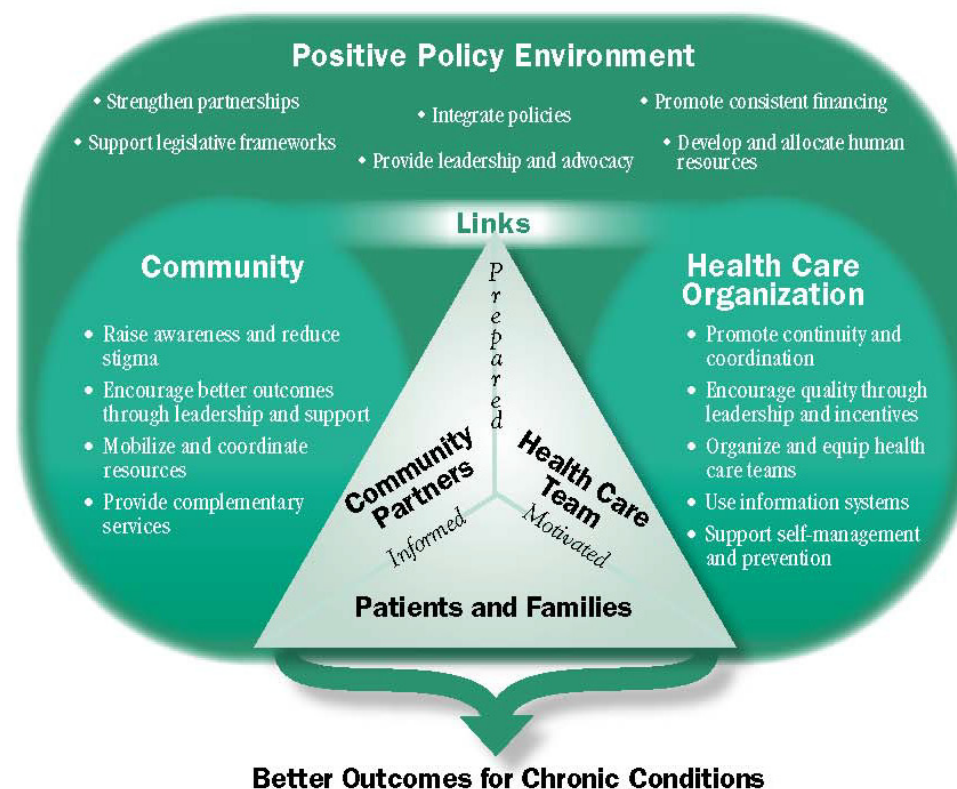 Positive Policy Environment
◆ Strengthen partnerships
◆ Support legislative frameworks
◆ Integrate policies
◆ Provide leadership and advocacy
◆ Promote consistent financing
◆ Develop and allocate human
resources
Links
Community
• Raise awareness and reduce
stigma
• Encourage better outcomes
through leadership and support
• Mobilize and coordinate
resources
• Provide complementary
services
Prepared
Community
Partners
Informed
Health Care
Team
Motivated
Patients and Families
Health Care
Organization
• Promote continuity and
coordination
• Encourage quality through
leadership and incentives
• Organize and equip health
care teams
• Use information systems
• Support self-management
and prevention
Better Outcomes for Chronic Conditions